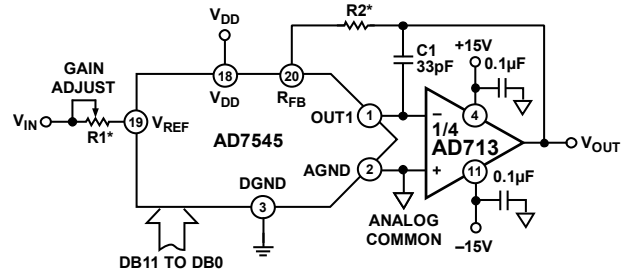 R2*
V_DD
C1
33pF
+15V
0.1µF
GAIN
ADJUST
18
20
V_DD
R_FB
4
V_IN
R1*
19
V_REF
OUT1
1
−
1/4
AD713
V_OUT
AD7545
AGND
2
+
11
0.1µF
DGND
3
ANALOG
COMMON
–15V
DB11 TO DB0